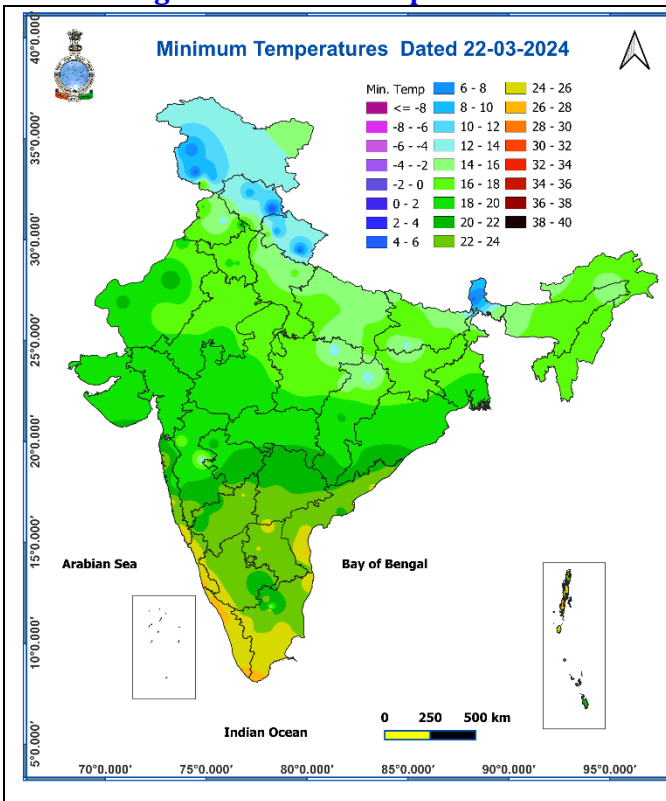 Minimum Temperatures Dated 22-03-2024
Min. Temp
<= -8
-8 - -6
-6 - -4
-4 - -2
-2 - 0
0 - 2
2 - 4
4 - 6
6 - 8
8 - 10
10 - 12
12 - 14
14 - 16
16 - 18
18 - 20
20 - 22
22 - 24
24 - 26
26 - 28
28 - 30
30 - 32
32 - 34
34 - 36
36 - 38
38 - 40
40°0.000'
35°0.000'
30°0.000'
25°0.000'
20°0.000'
15°0.000'
10°0.000'
5°0.000'
Arabian Sea
Bay of Bengal
Indian Ocean
0 250 500 km
70°0.000' 75°0.000' 80°0.000' 85°0.000' 90°0.000' 95°0.000'